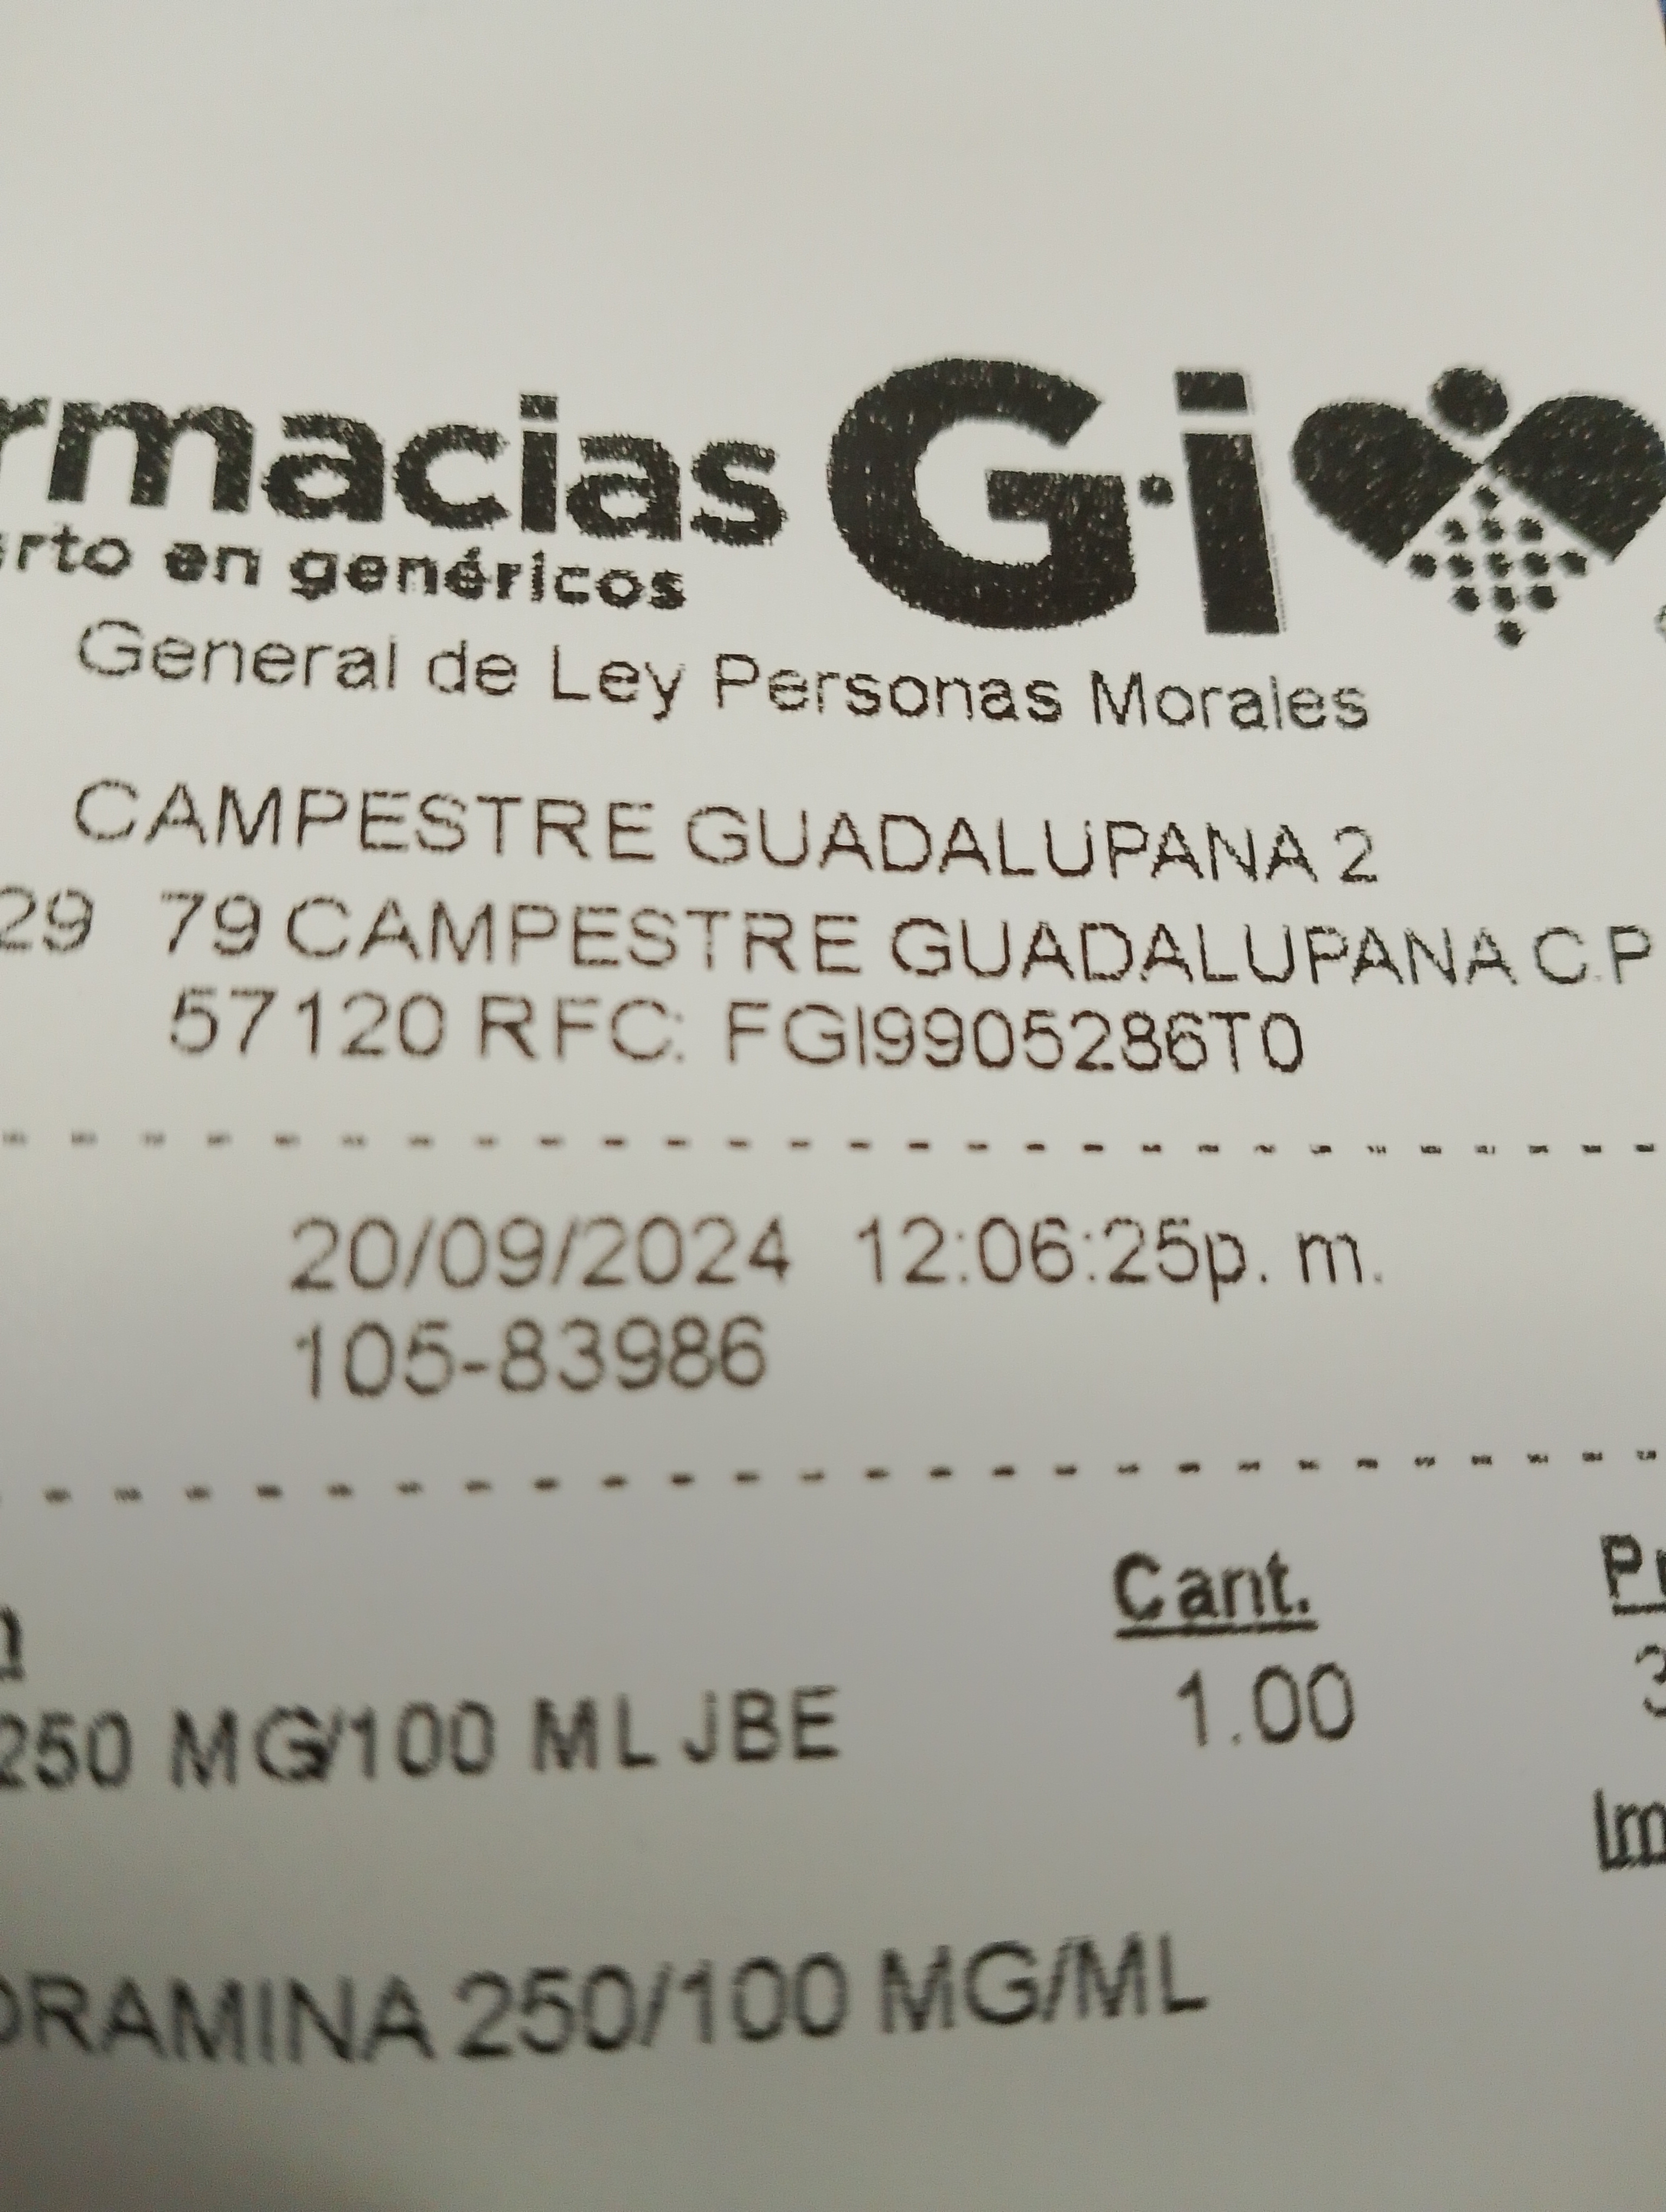 rmacias G·i
rto en genéricos
General de Ley Personas Morales
CAMPESTRE GUADALUPANA 2
29 79 CAMPESTRE GUADALUPANA C.P
57120 RFC: FGI9905286T0
20/09/2024 12:06:25p. m.
105-83986
Cant.
250 MG/100 ML JBE 1.00
ORAMINA 250/100 MG/ML